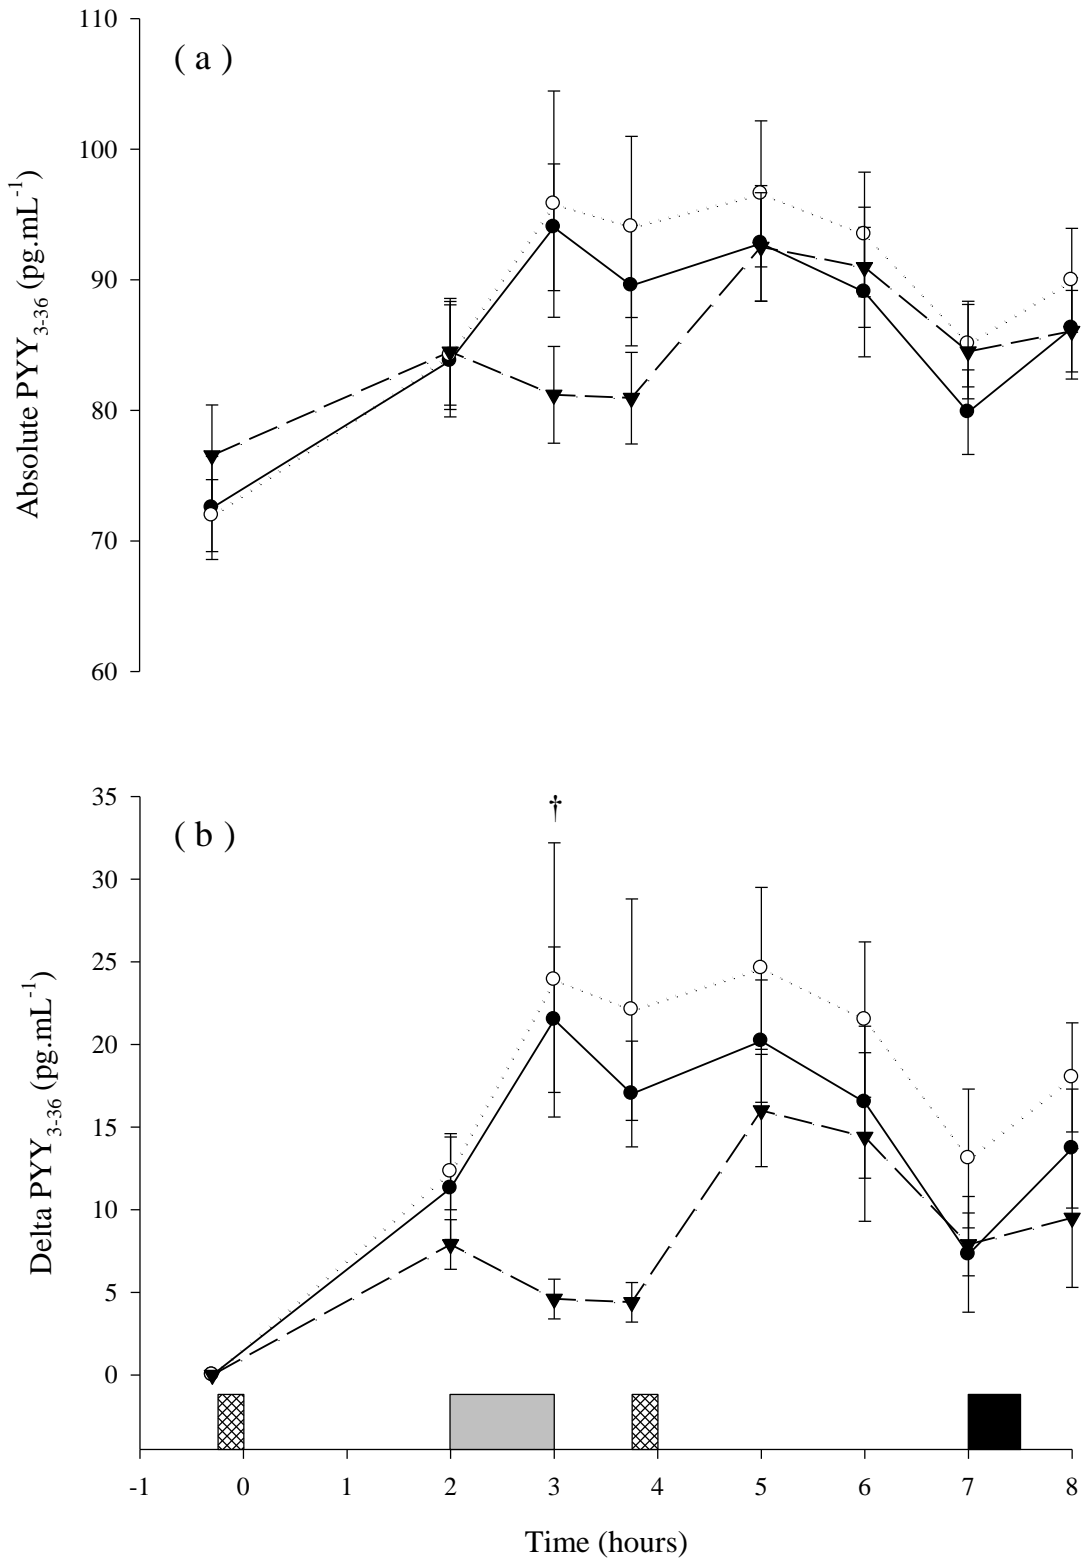 110
( a )
100
90
80
70
60
Absolute PYY3-36 (pg.mL-1)
35
†
( b )
30
25
20
15
10
5
0
Delta PYY3-36 (pg.mL-1)
-1 0 1 2 3 4 5 6 7 8
Time (hours)